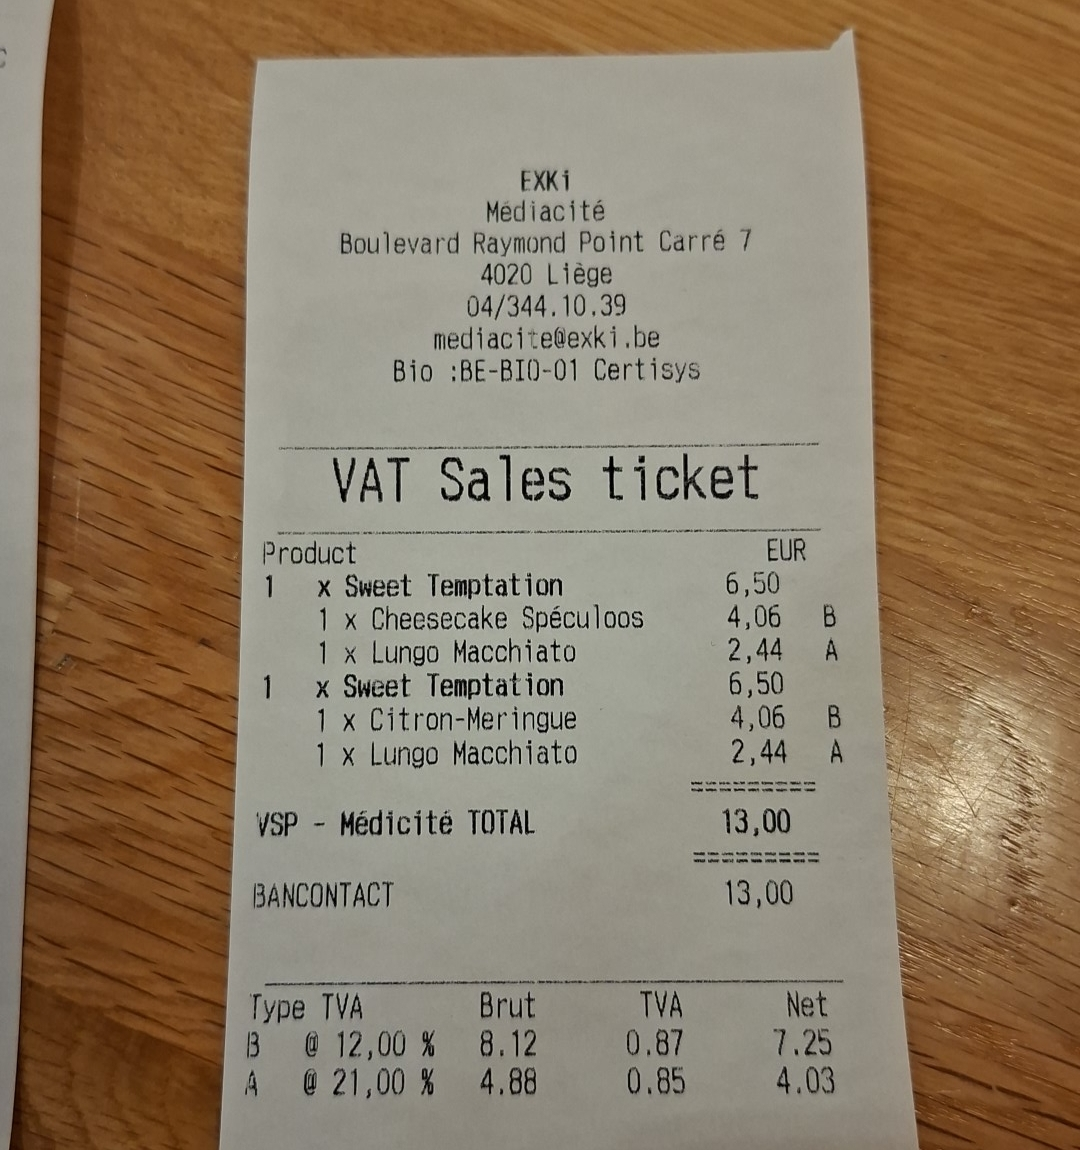 EXKi
Médiacité
Boulevard Raymond Point Carré 7
4020 Liège
04/344.10.39
mediacite@exki.be
Bio :BE-BIO-01 Certisys
VAT Sales ticket
Product EUR
1 x Sweet Temptation 6,50
1 x Cheesecake Spéculoos 4,06 B
1 x Lungo Macchiato 2,44 A
1 x Sweet Temptation 6,50
1 x Citron-Meringue 4,06 B
1 x Lungo Macchiato 2,44 A
=========
VSP - Médicité TOTAL 13,00
=========
BANCONTACT 13,00
Type TVA Brut TVA Net
B @ 12,00 % 8.12 0.87 7.25
A @ 21,00 % 4.88 0.85 4.03